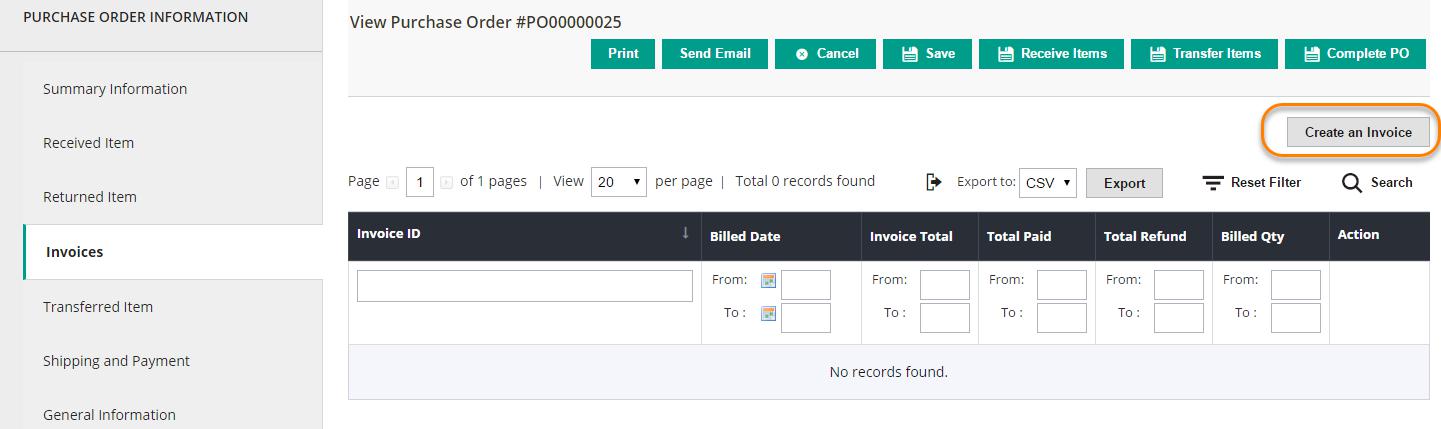 PURCHASE ORDER INFORMATION
Summary Information
Received Item
Returned Item
Invoices
Transferred Item
Shipping and Payment
General Information
View Purchase Order #PO00000025
Print Send Email Cancel Save Receive Items Transfer Items Complete PO
Create an Invoice
Page 1 of 1 pages | View 20 per page | Total 0 records found Export to: CSV Export Reset Filter Search
Invoice ID Billed Date Invoice Total Total Paid Total Refund Billed Qty Action
From: From: From: From: From:
To : To : To : To : To :
No records found.